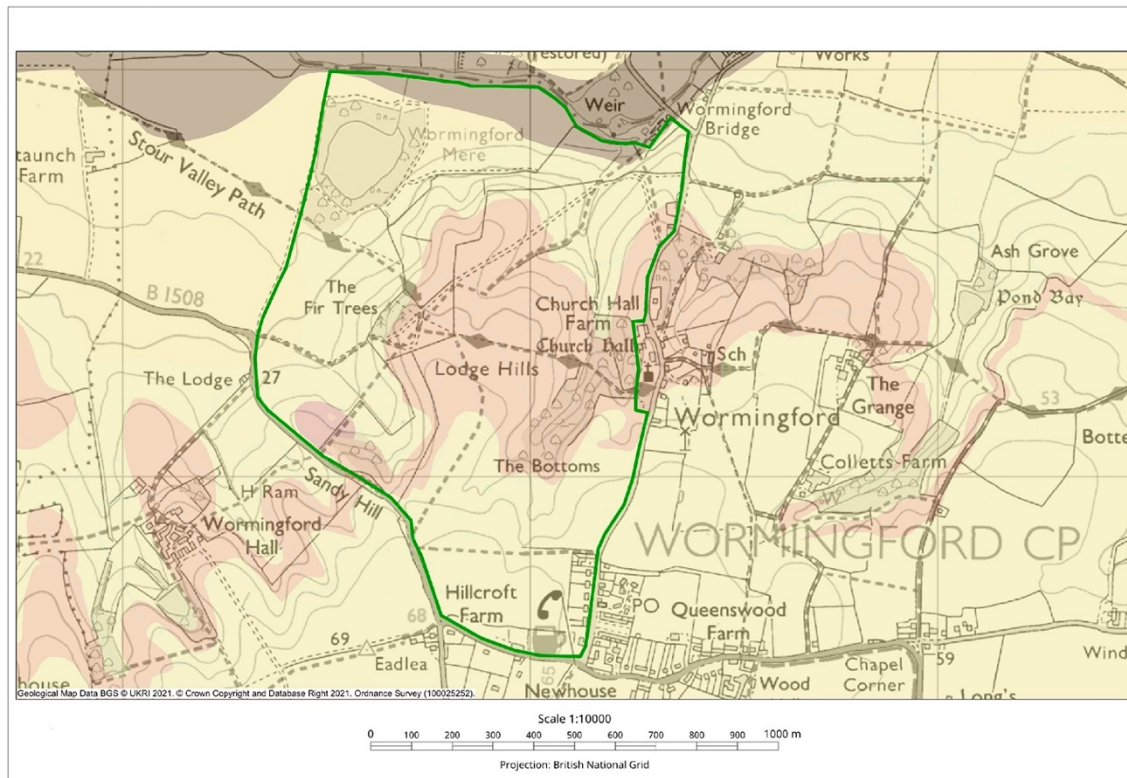 (restored)
Works
Weir
Wormingford
Bridge
Wormingford
Mere
taunch
Farm
Stour Valley Path
22
B 1508
The
Fir Trees
Ash Grove
Pond Bay
Church Hall
Farm
Church Hall
Sch
Lodge Hills
The Lodge
27
The
Grange
53
Wormingford
Botte
The Bottoms
Colletts Farm
H Ram
Sandy Hill
Wormingford
Hall
WORMINGFORD CP
Hillcroft
Farm
PO
Queenswood
Farm
68
69
Eadlea
65
59
Chapel
Corner
Wind
house
Newhouse
Wood
Long's
Geological Map Data BGS © UKRI 2021. © Crown Copyright and Database Right 2021. Ordnance Survey (100025252).
Scale 1:10000
0 100 200 300 400 500 600 700 800 900 1000 m
Projection: British National Grid